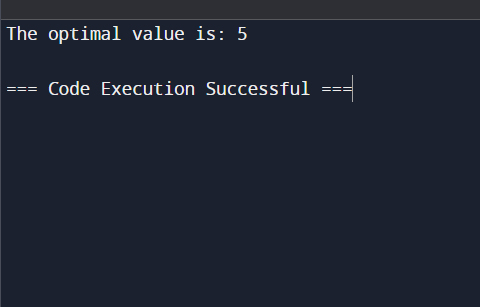 The optimal value is: 5
=== Code Execution Successful ===